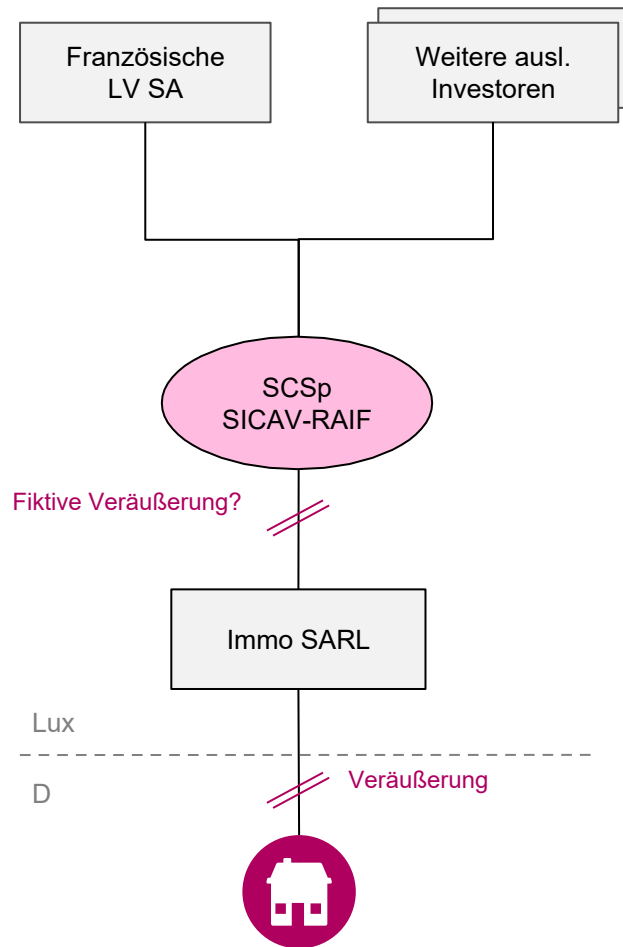 Französische
LV SA
Weitere ausl.
Investoren
SCSp
SICAV-RAIF
Fiktive Veräußerung?
Immo SARL
Lux
D
Veräußerung